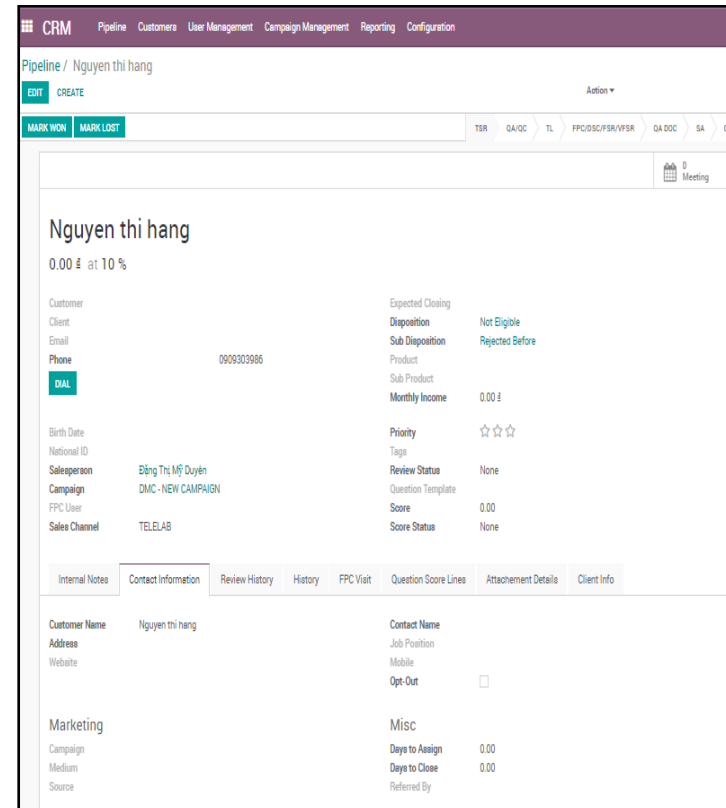 CRM Pipeline Customers User Management Campaign Management Reporting Configuration
Pipeline / Nguyen thi hang
EDIT CREATE Action
MARK WON MARK LOST TSR QA/QC TL FPC/DSC/FSR/VFSR QA DOC SA
0
Meeting
Nguyen thi hang
0.00 ₫ at 10 %
Customer Expected Closing
Client Disposition Not Eligible
Email Sub Disposition Rejected Before
Phone 0909303986 Product
DIAL Sub Product
Monthly Income 0.00 ₫
Birth Date Priority
National ID Tags
Salesperson Đặng Thị Mỹ Duyên Review Status None
Campaign DMC - NEW CAMPAIGN Question Template
FPC User Score 0.00
Sales Channel TELELAB Score Status None
Internal Notes Contact Information Review History History FPC Visit Question Score Lines Attachement Details Client Info
Customer Name Nguyen thi hang Contact Name
Address Job Position
Website Mobile
Opt-Out
Marketing Misc
Campaign Days to Assign 0.00
Medium Days to Close 0.00
Source Referred By